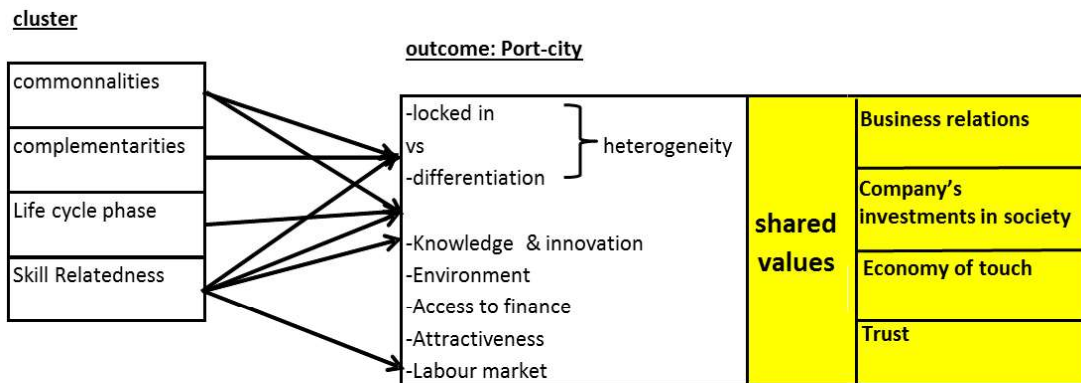 cluster
commonnalities
complementarities
Life cycle phase
Skill Relatedness
outcome: Port-city
-locked in
vs
-differentiation
heterogeneity
-Knowledge & innovation
-Environment
-Access to finance
-Attractiveness
-Labour market
shared
values
Business relations
Company's
investments in society
Economy of touch
Trust